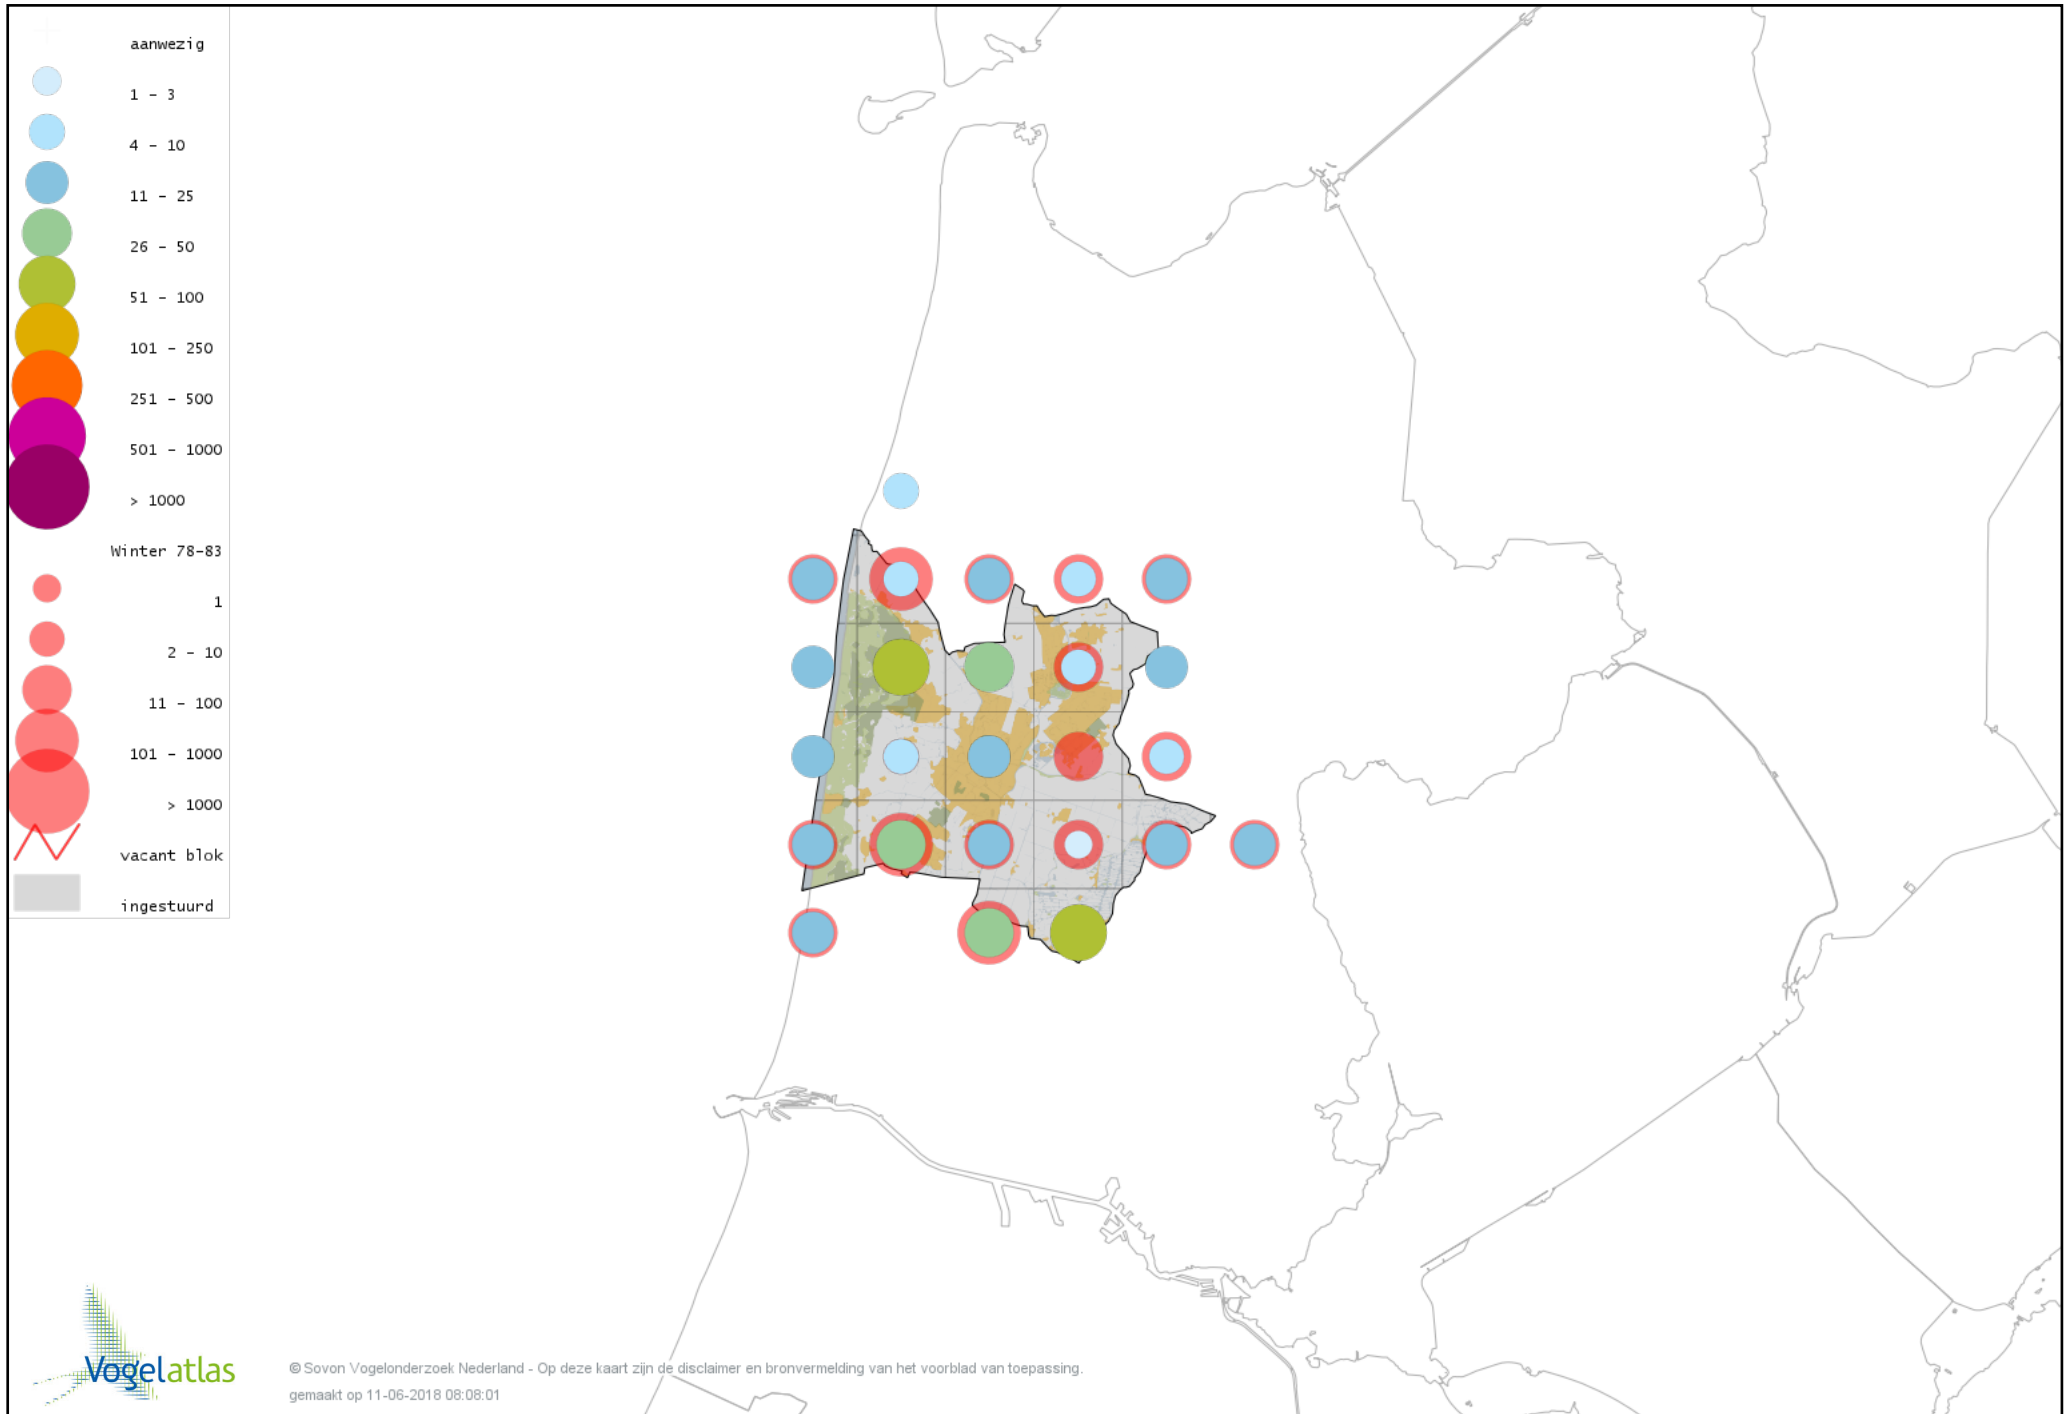 aanwezig
1 - 3
4 - 10
11 - 25
26 - 50
51 - 100
101 - 250
251 - 500
501 - 1000
> 1000
Winter 78-83
1
2 - 10
11 - 100
101 - 1000
> 1000
vacant blok
ingestuurd
Vogelatlas
© Sovon Vogelonderzoek Nederland - Op deze kaart zijn de disclaimer en bronvermelding van het voorblad van toepassing.
gemaakt op 11-06-2018 08:08:01